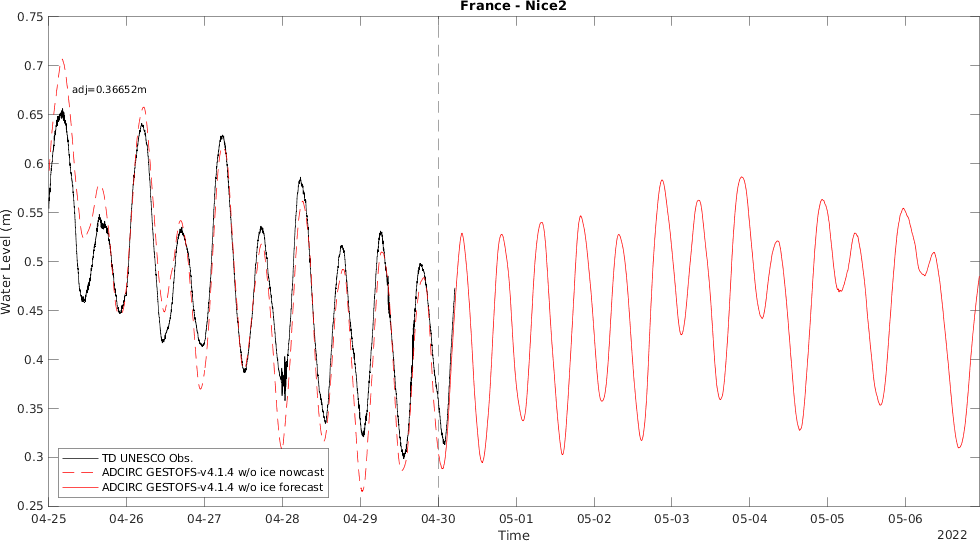 France - Nice2
0.75
0.7
0.65
0.6
0.55
0.5
0.45
0.4
0.35
0.3
0.25
Water Level (m)
adj=0.36652m
TD UNESCO Obs.
ADCIRC GESTOFS-v4.1.4 w/o ice nowcast
ADCIRC GESTOFS-v4.1.4 w/o ice forecast
04-25 04-26 04-27 04-28 04-29 04-30 05-01 05-02 05-03 05-04 05-05 05-06
Time
2022